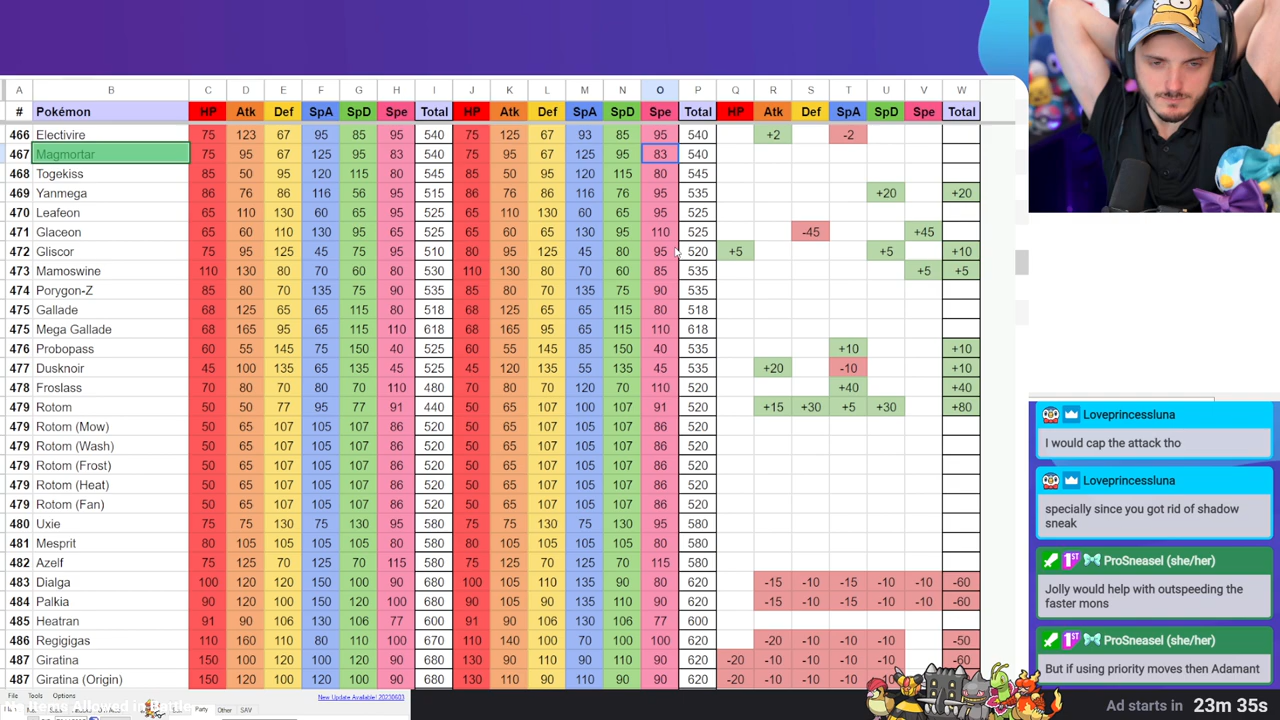 A B C D E F G H I J K L M N O P Q R S T U V W
# Pokémon HP Atk Def SpA SpD Spe Total HP Atk Def SpA SpD Spe Total HP Atk Def SpA SpD Spe Total
466 Electivire 75 123 67 95 85 95 540 75 125 67 93 85 95 540 +2 -2
467 Magmortar 75 95 67 125 95 83 540 75 95 67 125 95 83 540
468 Togekiss 85 50 95 120 115 80 545 85 50 95 120 115 80 545
469 Yanmega 86 76 86 116 56 95 515 86 76 86 116 76 95 535 +20 +20
470 Leafeon 65 110 130 60 65 95 525 65 110 130 60 65 95 525
471 Glaceon 65 60 110 130 95 65 525 65 60 65 130 95 110 525 -45 +45
472 Gliscor 75 95 125 45 75 95 510 80 95 125 45 80 95 520 +5 +5 +10
473 Mamoswine 110 130 80 70 60 80 530 110 130 80 70 60 85 535 +5 +5
474 Porygon-Z 85 80 70 135 75 90 535 85 80 70 135 75 90 535
475 Gallade 68 125 65 65 115 80 518 68 125 65 65 115 80 518
475 Mega Gallade 68 165 95 65 115 110 618 68 165 95 65 115 110 618
476 Probopass 60 55 145 75 150 40 525 60 55 145 85 150 40 535 +10 +10
477 Dusknoir 45 100 135 65 135 45 525 45 120 135 55 135 45 535 +20 -10 +10
478 Froslass 70 80 70 80 70 110 480 70 80 70 120 70 110 520 +40 +40
479 Rotom 50 50 77 95 77 91 440 50 65 107 100 107 91 520 +15 +30 +5 +30 +80
479 Rotom (Mow) 50 65 107 105 107 86 520 50 65 107 105 107 86 520
479 Rotom (Wash) 50 65 107 105 107 86 520 50 65 107 105 107 86 520
479 Rotom (Frost) 50 65 107 105 107 86 520 50 65 107 105 107 86 520
479 Rotom (Heat) 50 65 107 105 107 86 520 50 65 107 105 107 86 520
479 Rotom (Fan) 50 65 107 105 107 86 520 50 65 107 105 107 86 520
480 Uxie 75 75 130 75 130 95 580 75 75 130 75 130 95 580
481 Mesprit 80 105 105 105 105 80 580 80 105 105 105 105 80 580
482 Azelf 75 125 70 125 70 115 580 75 125 70 125 70 115 580
483 Dialga 100 120 120 150 100 90 680 100 105 110 135 90 80 620 -15 -10 -15 -10 -10 -60
484 Palkia 90 120 100 150 120 100 680 90 105 90 135 110 90 620 -15 -10 -15 -10 -10 -60
485 Heatran 91 90 106 130 106 77 600 91 90 106 130 106 77 600
486 Regigigas 110 160 110 80 110 100 670 110 140 100 70 100 100 620 -20 -10 -10 -10 -50
487 Giratina 150 100 120 100 120 90 680 130 90 110 90 110 90 620 -20 -10 -10 -10 -10 -60
487 Giratina (Origin) 150 120 100 120 100 90 680 130 110 90 110 90 90 620 -20 -10 -10 -10 -10 -60
Loveprincessluna
I would cap the attack tho
Loveprincessluna
specially since you got rid of shadow
sneak
1ST ProSneasel (she/her)
Jolly would help with outspeeding the
faster mons
1ST ProSneasel (she/her)
But if using priority moves then Adamant
File Tools Options
New Update Available! 20230603
Items Allowed in Battle
Party Other SAV
Ad starts in 23m 35s